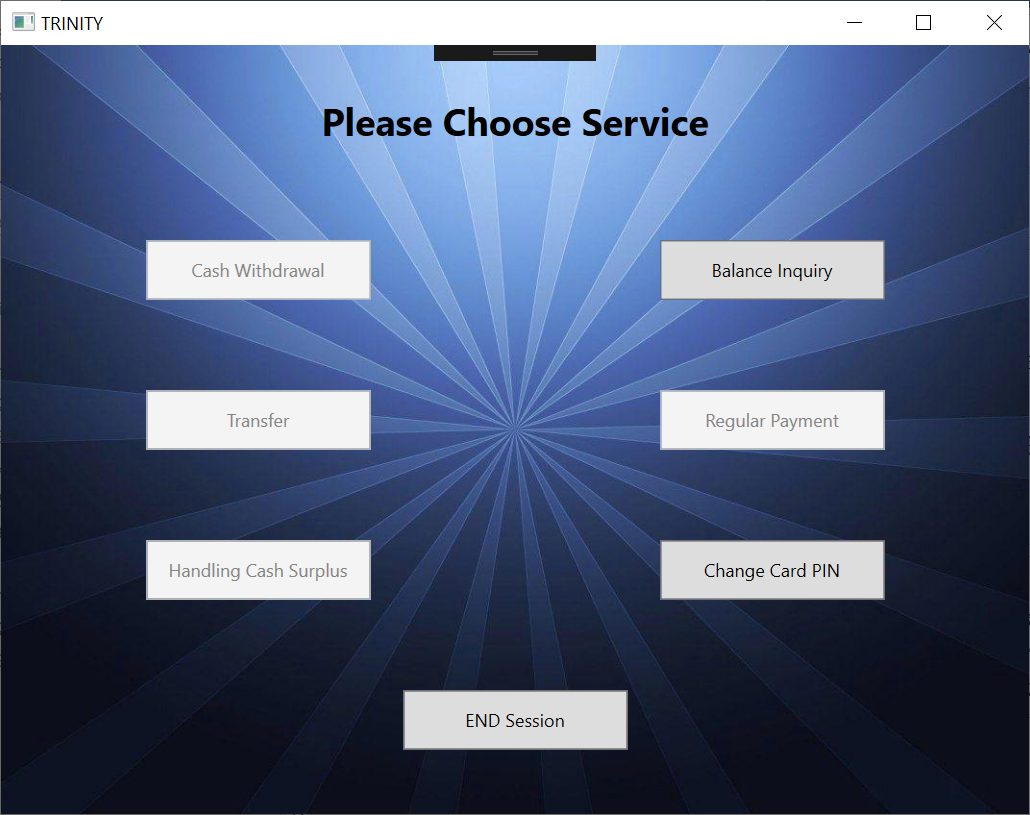 TRINITY
Please Choose Service
Cash Withdrawal
Balance Inquiry
Transfer
Regular Payment
Handling Cash Surplus
Change Card PIN
END Session